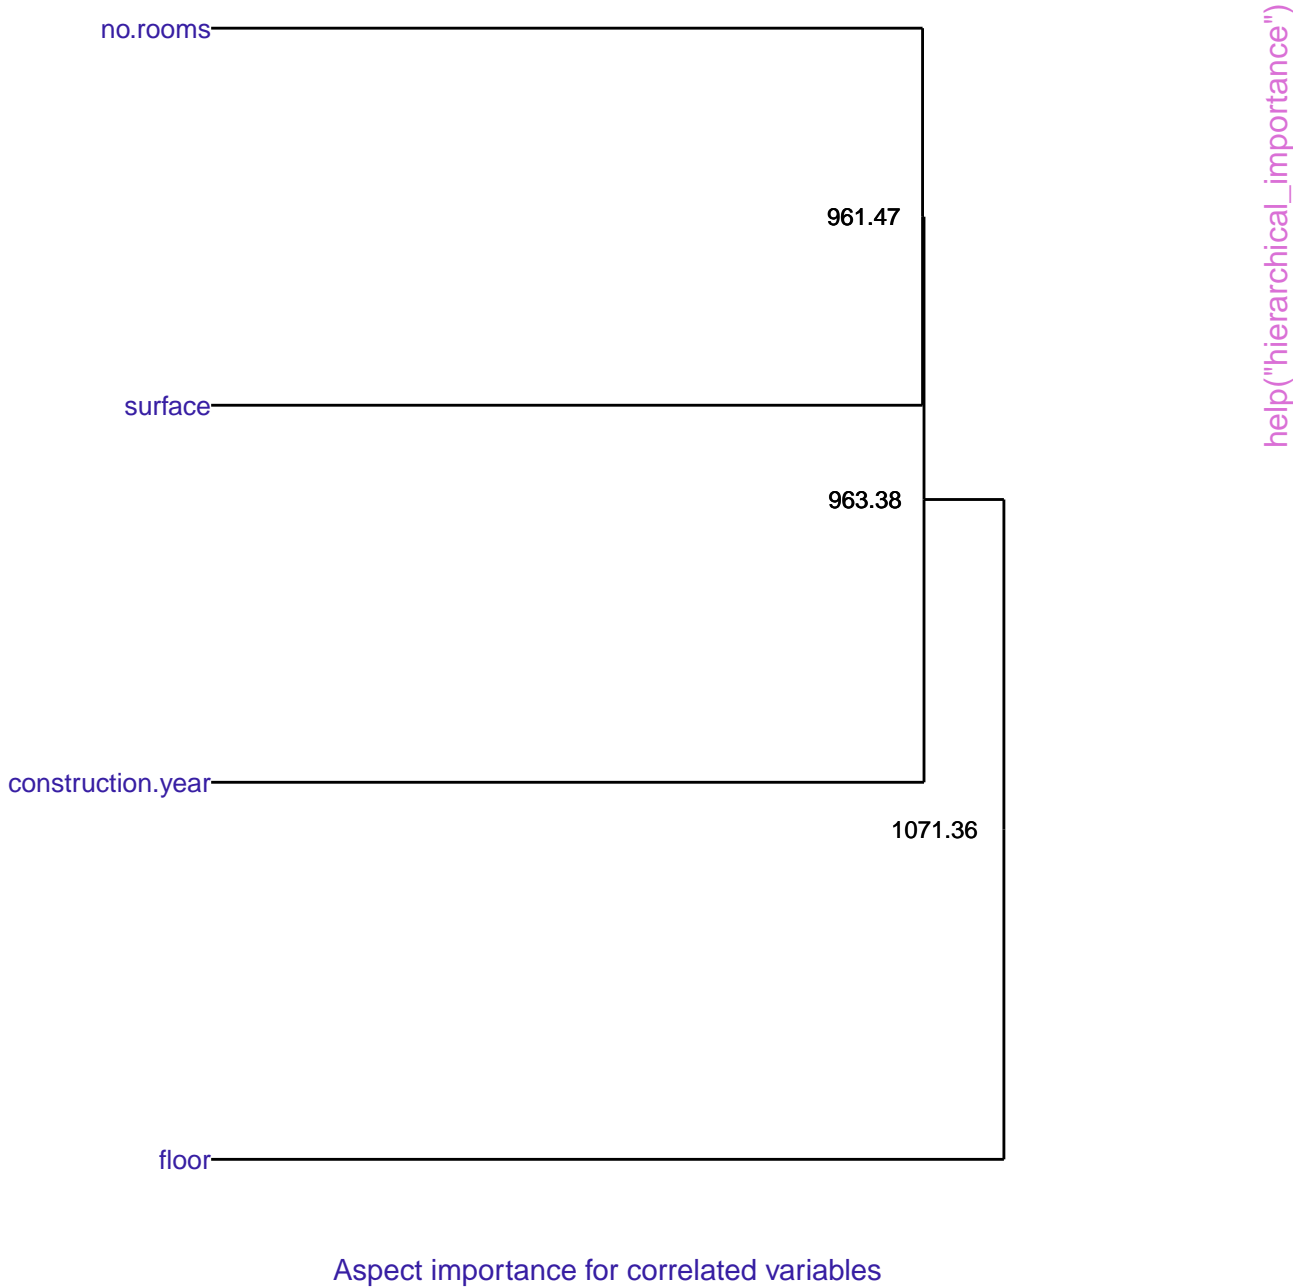 no.rooms
help("hierarchical_importance")
961.47
surface
963.38
construction.year
1071.36
floor
Aspect importance for correlated variables